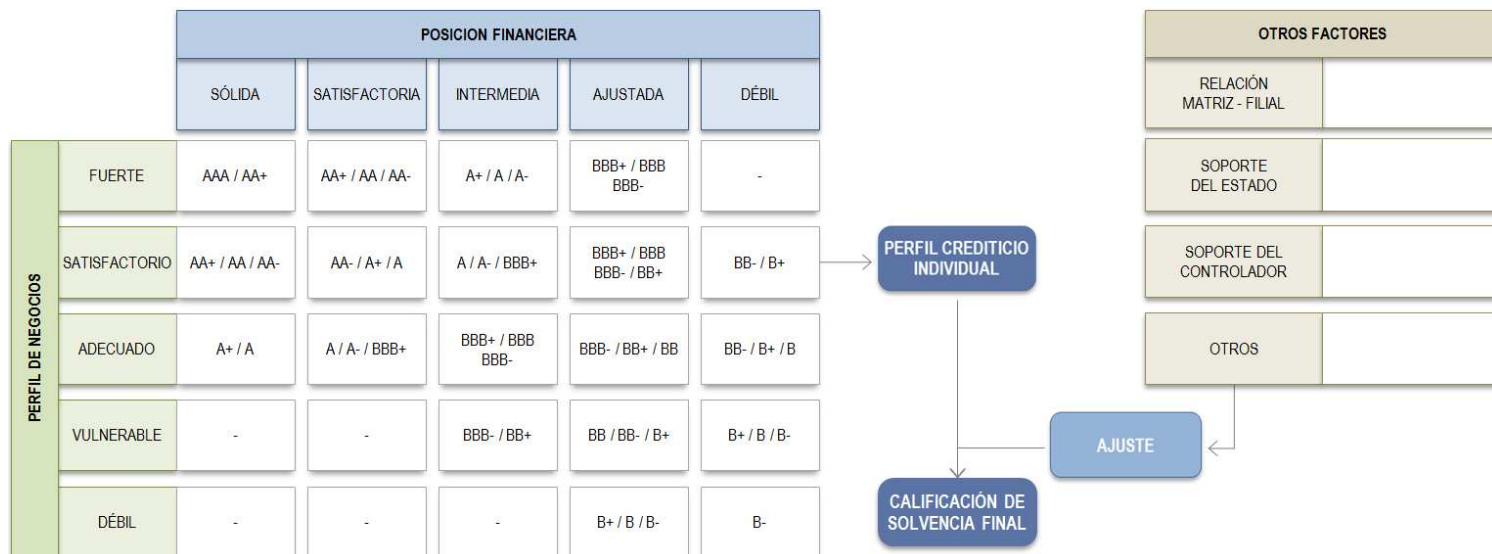 POSICION FINANCIERA
SÓLIDA
SATISFACTORIA
INTERMEDIA
AJUSTADA
DÉBIL
PERFIL DE NEGOCIOS
FUERTE
AAA / AA+
AA+ / AA / AA-
A+ / A / A-
BBB+ / BBB
BBB-
-
SATISFACTORIO
AA+ / AA / AA-
AA- / A+ / A
A / A- / BBB+
BBB+ / BBB
BBB- / BB+
BB- / B+
ADECUADO
A+ / A
A / A- / BBB+
BBB+ / BBB
BBB-
BBB- / BB+ / BB
BB- / B+ / B
VULNERABLE
-
-
BBB- / BB+
BB / BB- / B+
B+ / B / B-
DÉBIL
-
-
-
B+ / B / B-
B-
PERFIL CREDITICIO
INDIVIDUAL
CALIFICACIÓN DE
SOLVENCIA FINAL
AJUSTE
OTROS FACTORES
RELACIÓN
MATRIZ - FILIAL
SOPORTE
DEL ESTADO
SOPORTE DEL
CONTROLADOR
OTROS